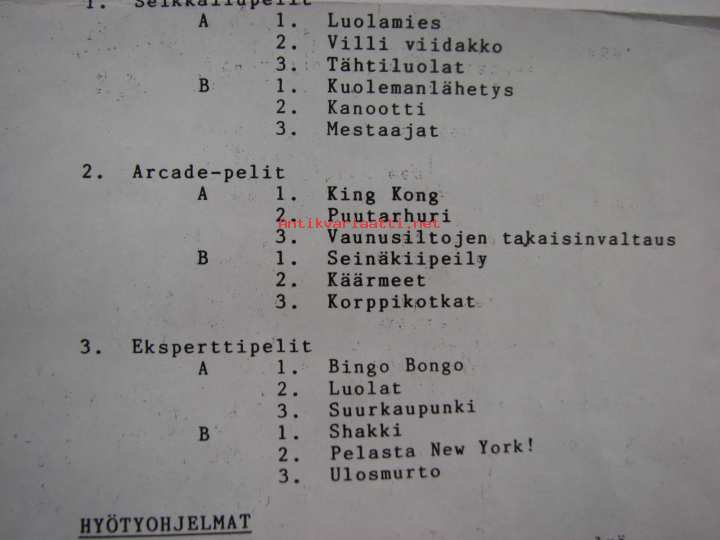 1. Seikkailupelit
A 1. Luolamies
2. Villi viidakko
3. Tähtiluolat
B 1. Kuolemanlähetys
2. Kanootti
3. Mestaajat
2. Arcade-pelit
A 1. King Kong
2. Puutarhuri
antikvariaatti.net
3. Vaunusiltojen takaisinvaltaus
B 1. Seinäkiipeily
2. Käärmeet
3. Korppikotkat
3. Eksperttipelit
A 1. Bingo Bongo
2. Luolat
3. Suurkaupunki
B 1. Shakki
2. Pelasta New York!
3. Ulosmurto
HYÖTYOHJELMAT